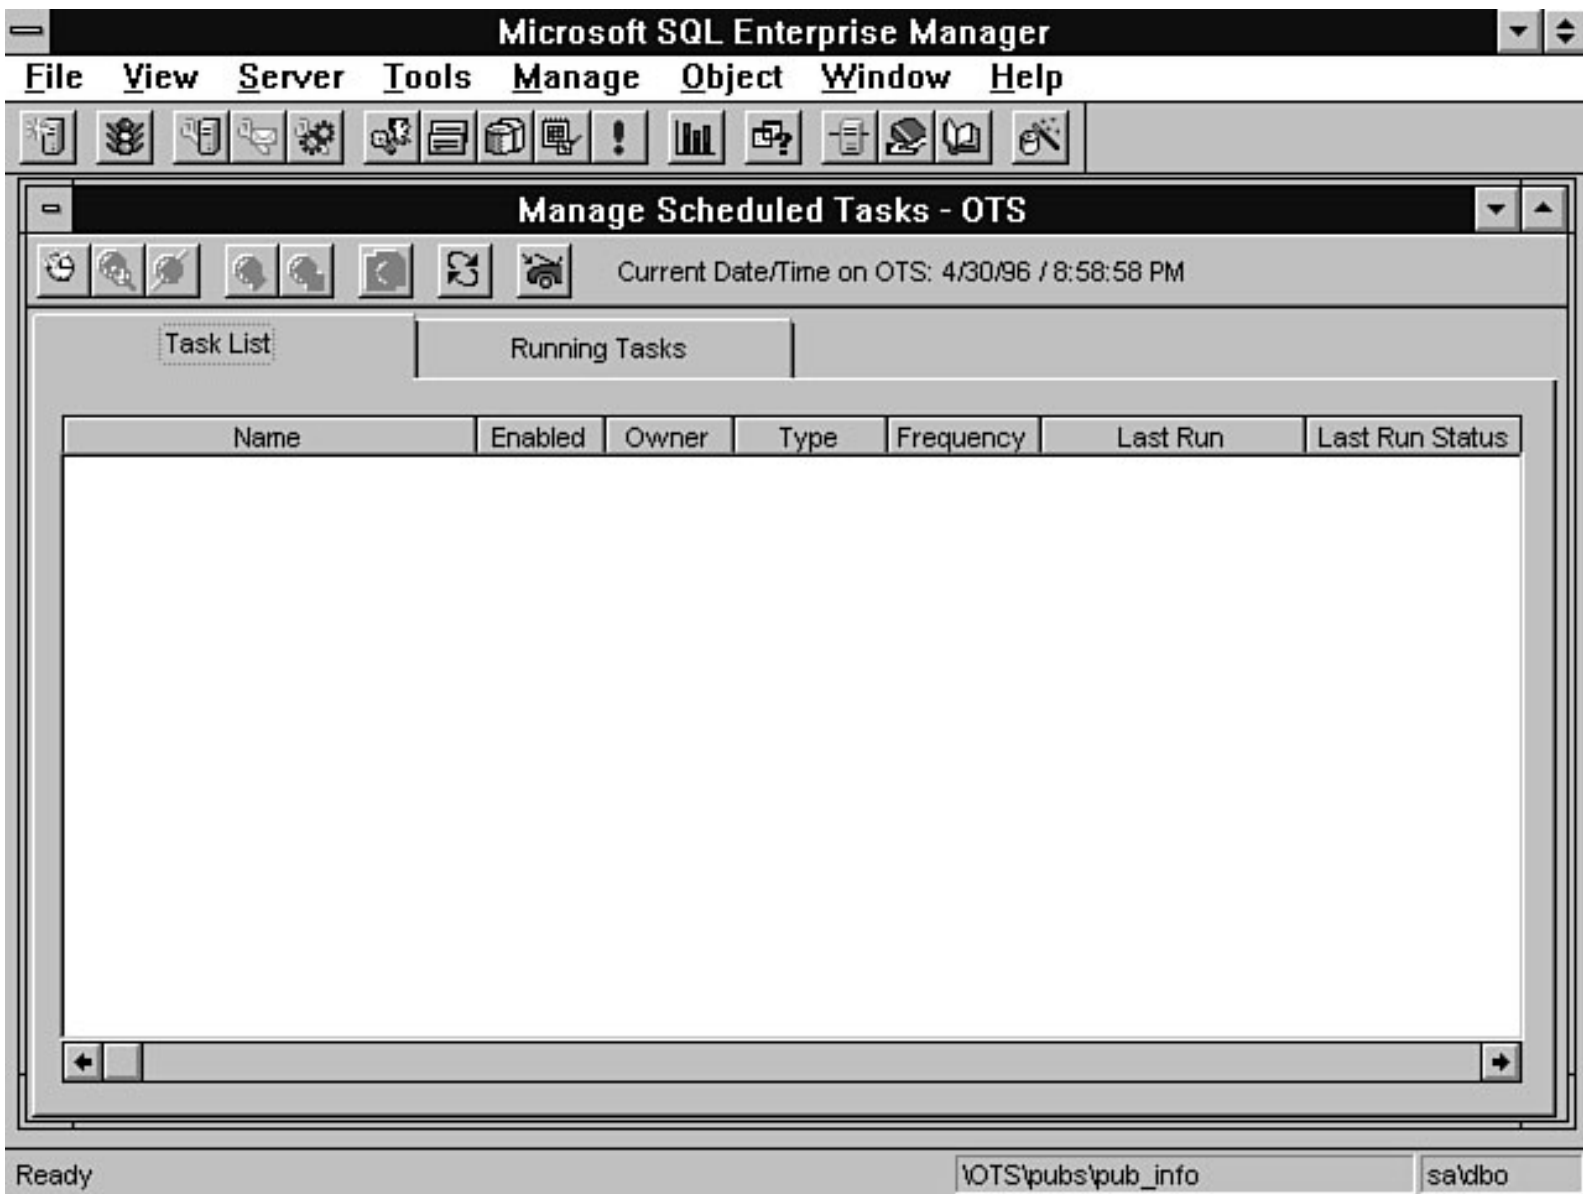 Microsoft SQL Enterprise Manager
File View Server Tools Manage Object Window Help
Manage Scheduled Tasks - OTS
Current Date/Time on OTS: 4/30/96 / 8:58:58 PM
Task List Running Tasks
Name Enabled Owner Type Frequency Last Run Last Run Status
Ready \OTS\pubs\pub_info sa\dbo